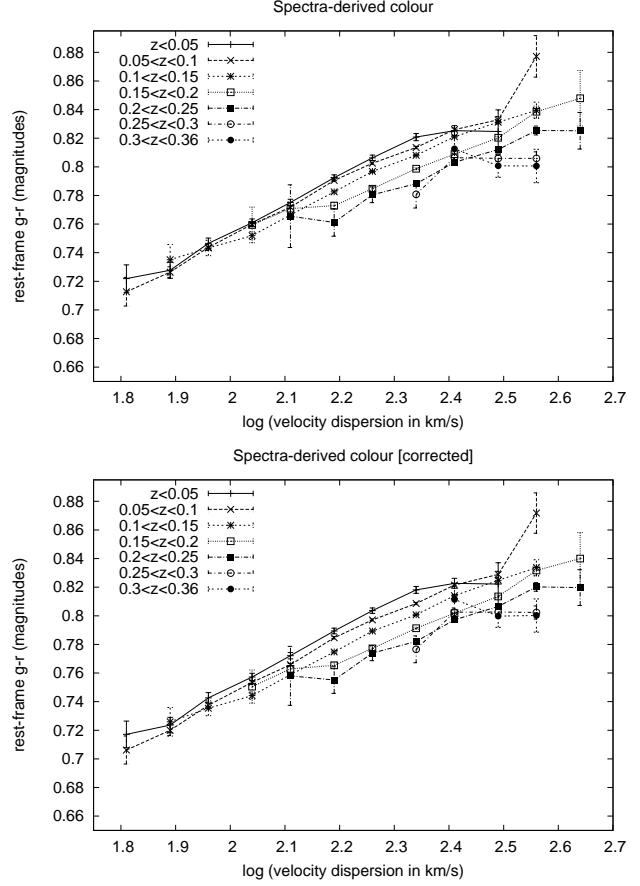 Spectra-derived colour
z<0.05
0.05<z<0.1
0.1<z<0.15
0.15<z<0.2
0.2<z<0.25
0.25<z<0.3
0.3<z<0.36
0.88
0.86
0.84
0.82
0.8
0.78
0.76
0.74
0.72
0.7
0.68
0.66
rest-frame g-r (magnitudes)
1.8 1.9 2 2.1 2.2 2.3 2.4 2.5 2.6 2.7
log (velocity dispersion in km/s)
Spectra-derived colour [corrected]
z<0.05
0.05<z<0.1
0.1<z<0.15
0.15<z<0.2
0.2<z<0.25
0.25<z<0.3
0.3<z<0.36
0.88
0.86
0.84
0.82
0.8
0.78
0.76
0.74
0.72
0.7
0.68
0.66
rest-frame g-r (magnitudes)
1.8 1.9 2 2.1 2.2 2.3 2.4 2.5 2.6 2.7
log (velocity dispersion in km/s)